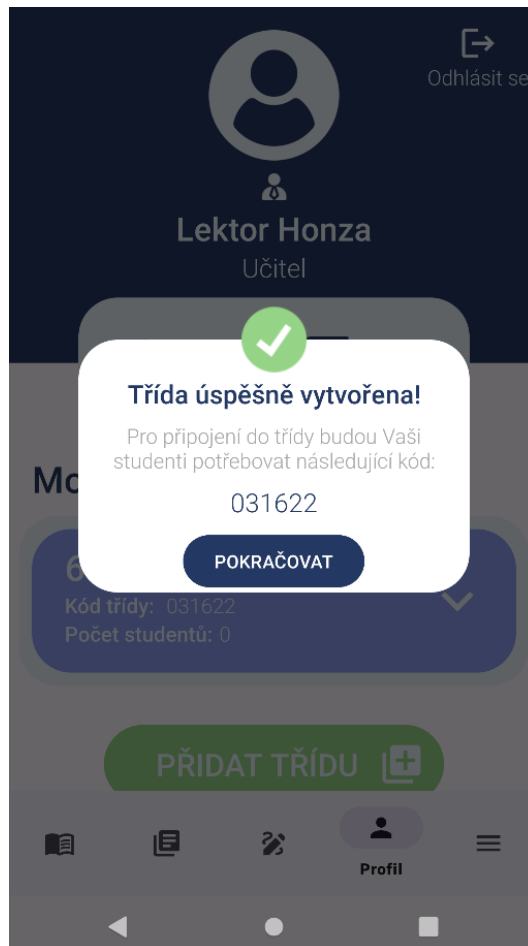 Odhlásit se
Lektor Honza
Učitel
Třída úspěšně vytvořena!
Pro připojení do třídy budou Vaši
studenti potřebovat následující kód:
031622
POKRAČOVAT
Kód třídy: 031622
Počet studentů: 0
PŘIDAT TŘÍDU
Profil